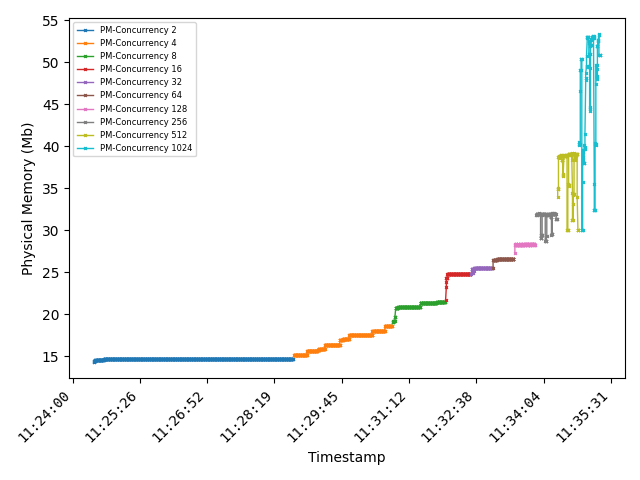 55
50
45
40
35
30
25
20
15
Physical Memory (Mb)
PM-Concurrency 2
PM-Concurrency 4
PM-Concurrency 8
PM-Concurrency 16
PM-Concurrency 32
PM-Concurrency 64
PM-Concurrency 128
PM-Concurrency 256
PM-Concurrency 512
PM-Concurrency 1024
11:24:00
11:25:26
11:26:52
11:28:19
11:29:45
11:31:12
11:32:38
11:34:04
11:35:31
Timestamp